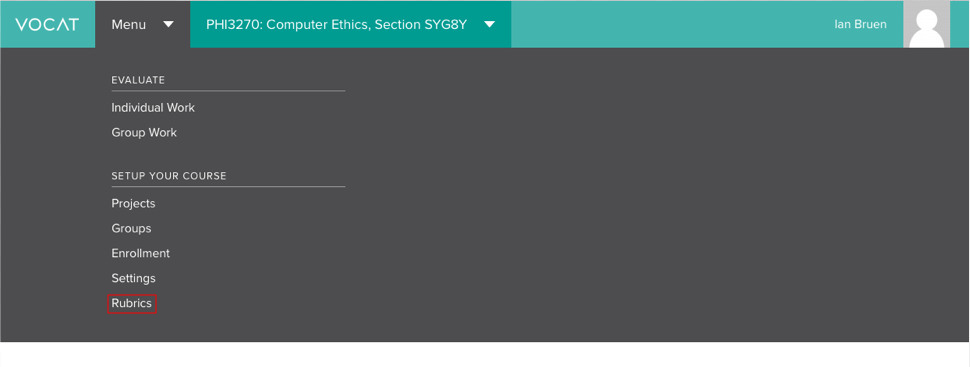 VOCAT Menu PHI3270: Computer Ethics, Section SYG8Y Ian Bruen
EVALUATE
Individual Work
Group Work
SETUP YOUR COURSE
Projects
Groups
Enrollment
Settings
Rubrics